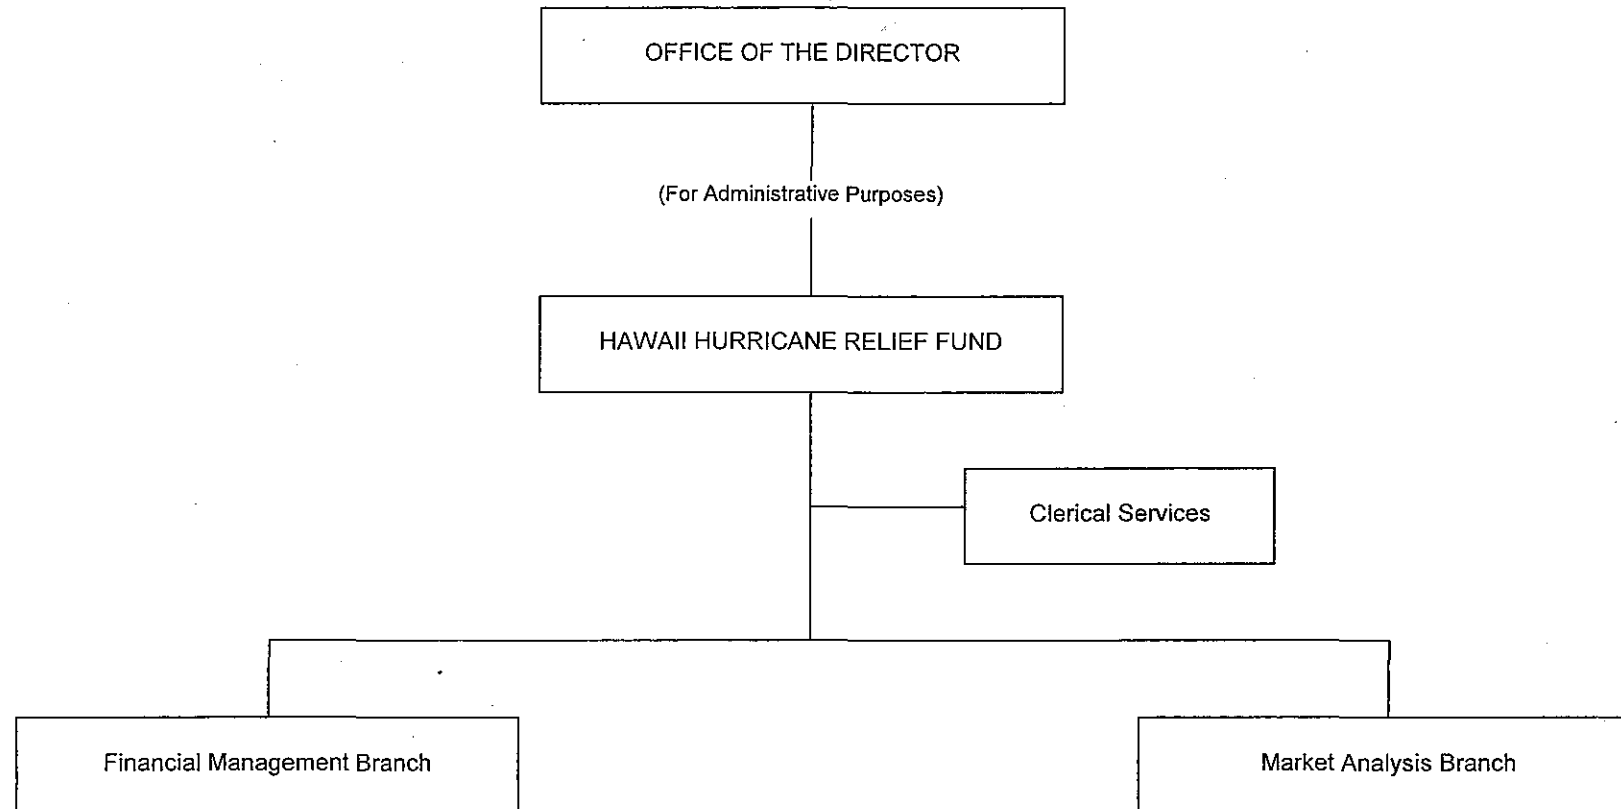 OFFICE OF THE DIRECTOR
(For Administrative Purposes)
HAWAII HURRICANE RELIEF FUND
Clerical Services
Financial Management Branch
Market Analysis Branch